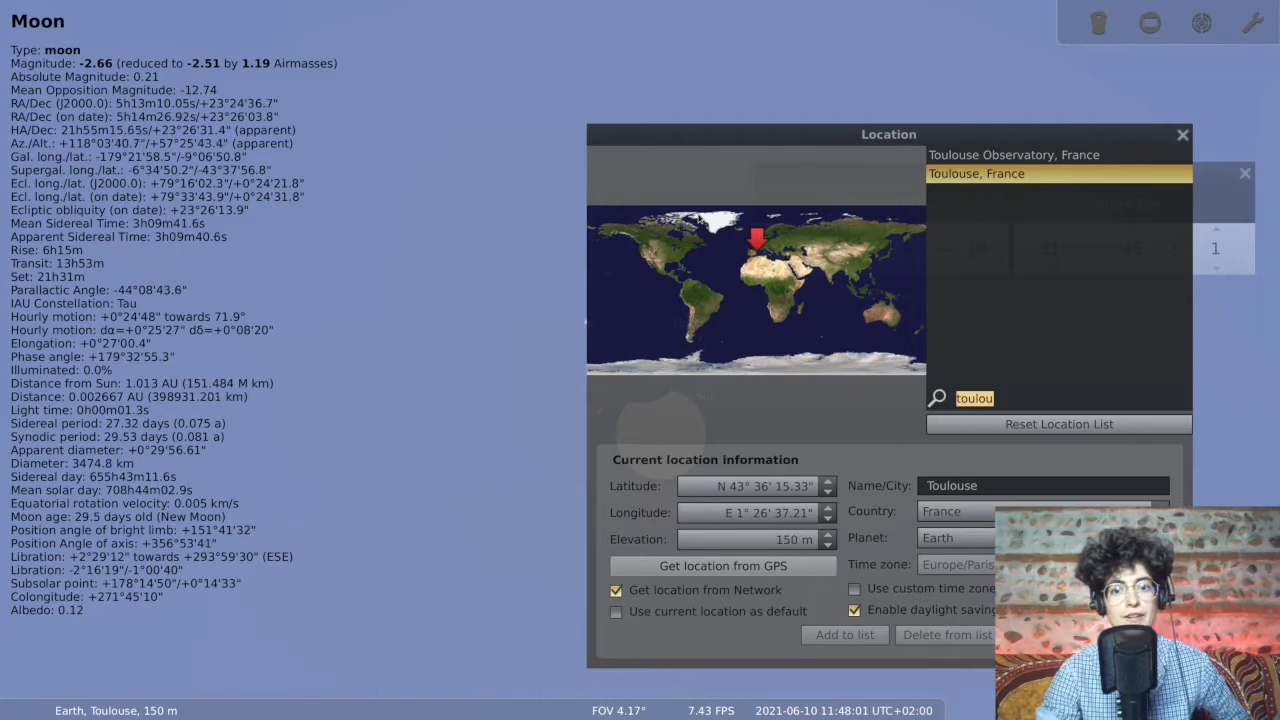 Moon
Type: moon
Magnitude: -2.66 (reduced to -2.51 by 1.19 Airmasses)
Absolute Magnitude: 0.21
Mean Opposition Magnitude: -12.74
RA/Dec (J2000.0): 5h13m10.05s/+23°24'36.7"
RA/Dec (on date): 5h14m26.92s/+23°26'03.8"
HA/Dec: 21h55m15.65s/+23°26'31.4" (apparent)
Az./Alt.: +118°03'40.7"/+57°25'43.4" (apparent)
Gal. long./lat.: -179°21'58.5"/-9°06'50.8"
Supergal. long./lat.: -6°34'50.2"/-43°37'56.8"
Ecl. long./lat. (J2000.0): +79°16'02.3"/+0°24'21.8"
Ecl. long./lat. (on date): +79°33'43.9"/+0°24'31.8"
Ecliptic obliquity (on date): +23°26'13.9"
Mean Sidereal Time: 3h09m41.6s
Apparent Sidereal Time: 3h09m40.6s
Rise: 6h15m
Transit: 13h53m
Set: 21h31m
Parallactic Angle: -44°08'43.6"
IAU Constellation: Tau
Hourly motion: +0°24'48" towards 71.9°
Hourly motion: dα=+0°25'27" dδ=+0°08'20"
Elongation: +0°27'00.4"
Phase angle: +179°32'55.3"
Illuminated: 0.0%
Distance from Sun: 1.013 AU (151.484 M km)
Distance: 0.002667 AU (398931.201 km)
Light time: 0h00m01.3s
Sidereal period: 27.32 days (0.075 a)
Synodic period: 29.53 days (0.081 a)
Apparent diameter: +0°29'56.61"
Diameter: 3474.8 km
Sidereal day: 655h43m11.6s
Mean solar day: 708h44m02.9s
Equatorial rotation velocity: 0.005 km/s
Moon age: 29.5 days old (New Moon)
Position angle of bright limb: +151°41'32"
Position Angle of axis: +356°53'41"
Libration: +2°29'12" towards +293°59'30" (ESE)
Libration: -2°16'19"/-1°00'40"
Subsolar point: +178°14'50"/+0°14'33"
Colongitude: +271°45'10"
Albedo: 0.12
Location
Toulouse Observatory, France
Toulouse, France
1
toulou
Reset Location List
Current location information
Latitude: N 43° 36' 15.33"
Name/City: Toulouse
Longitude: E 1° 26' 37.21"
Country: France
Elevation: 150 m
Planet: Earth
Get location from GPS
Time zone: Europe/Paris
Get location from Network
Use custom time zone
Use current location as default
Enable daylight saving
Add to list
Delete from list
Earth, Toulouse, 150 m
FOV 4.17°
7.43 FPS
2021-06-10 11:48:01 UTC+02:00